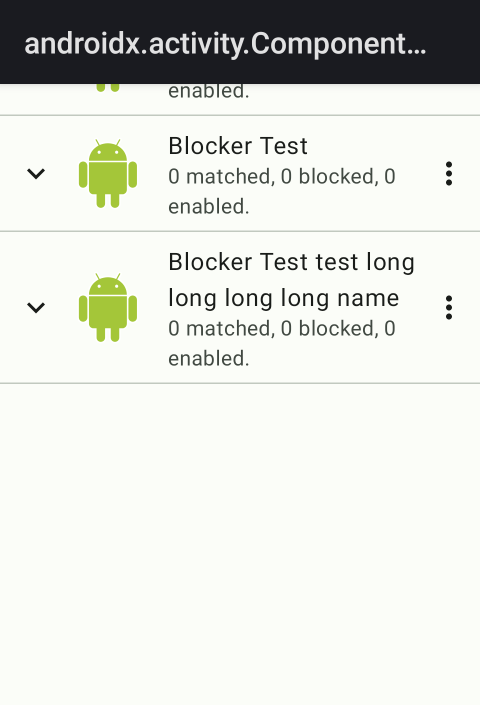 androidx.activity.Component…
enabled.
Blocker Test
0 matched, 0 blocked, 0
enabled.
Blocker Test test long
long long long name
0 matched, 0 blocked, 0
enabled.